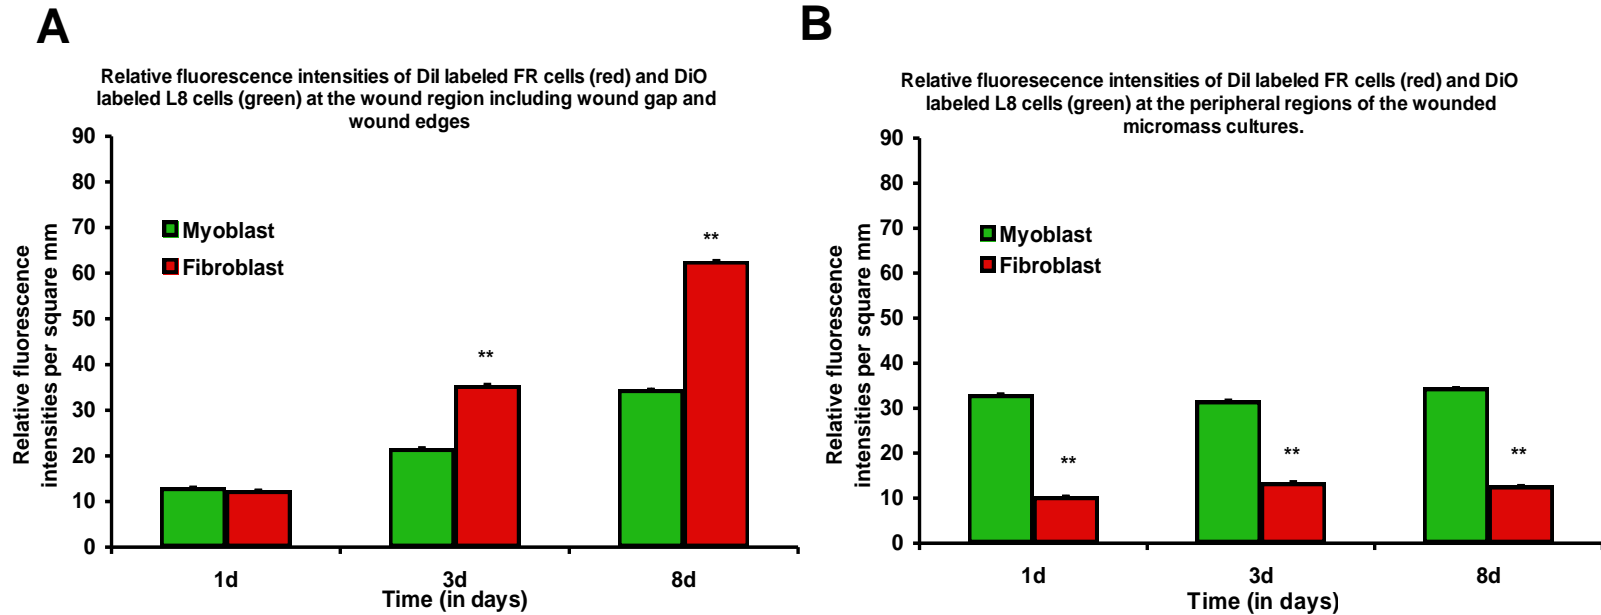 A
Relative fluorescence intensities of DiI labeled FR cells (red) and DiO
labeled L8 cells (green) at the wound region including wound gap and
wound edges
90
80
70
60
50
40
30
20
10
0
Relative fluorescence
intensities per square mm
Myoblast
Fibroblast
**
**
1d
3d
8d
Time (in days)
B
Relative fluoresecence intensities of DiI labeled FR cells (red) and DiO
labeled L8 cells (green) at the peripheral regions of the wounded
micromass cultures.
90
80
70
60
50
40
30
20
10
0
Relative fluorescence
intensities per square mm
Myoblast
Fibroblast
**
**
**
1d
3d
8d
Time (in days)